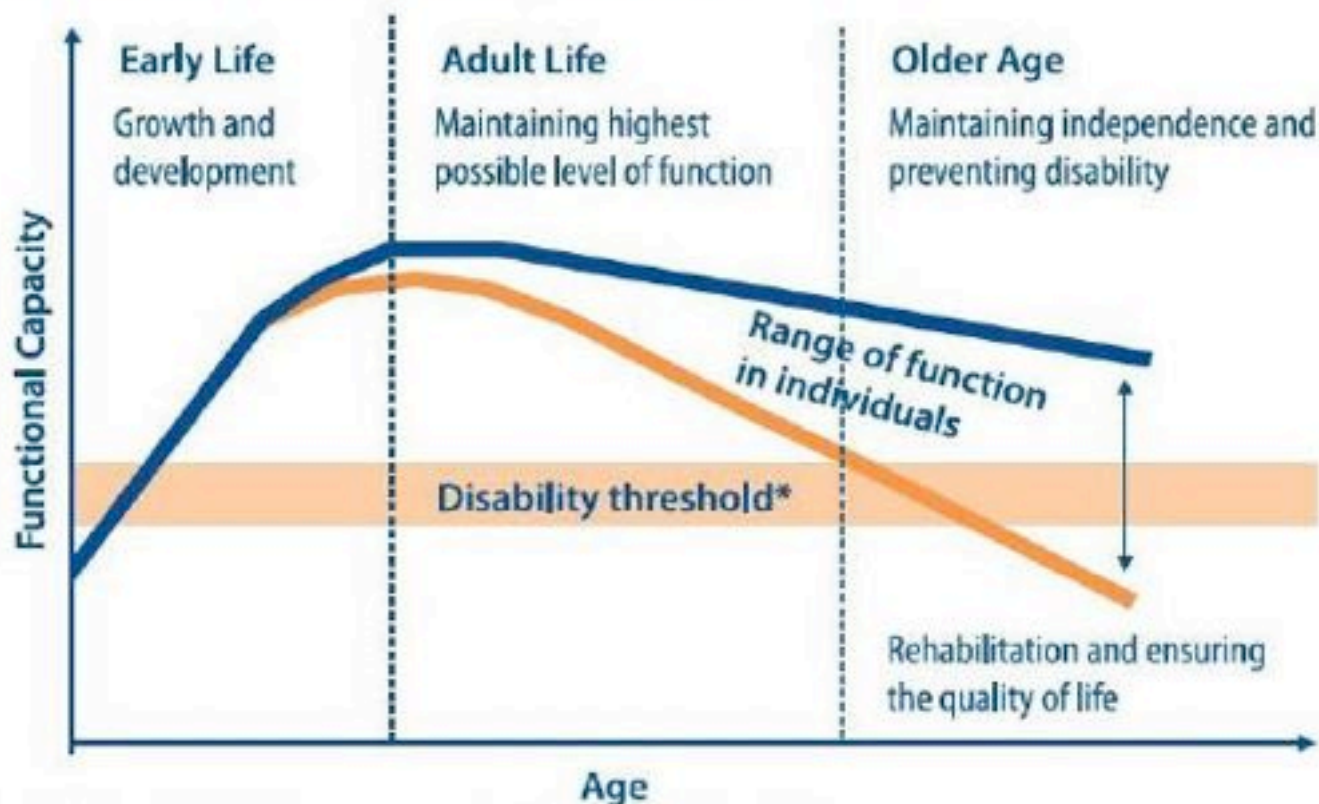 Early Life
Growth and
development
Adult Life
Maintaining highest
possible level of function
Older Age
Maintaining independence and
preventing disability
Functional Capacity
Range of function
in individuals
Disability threshold*
Rehabilitation and ensuring
the quality of life
Age